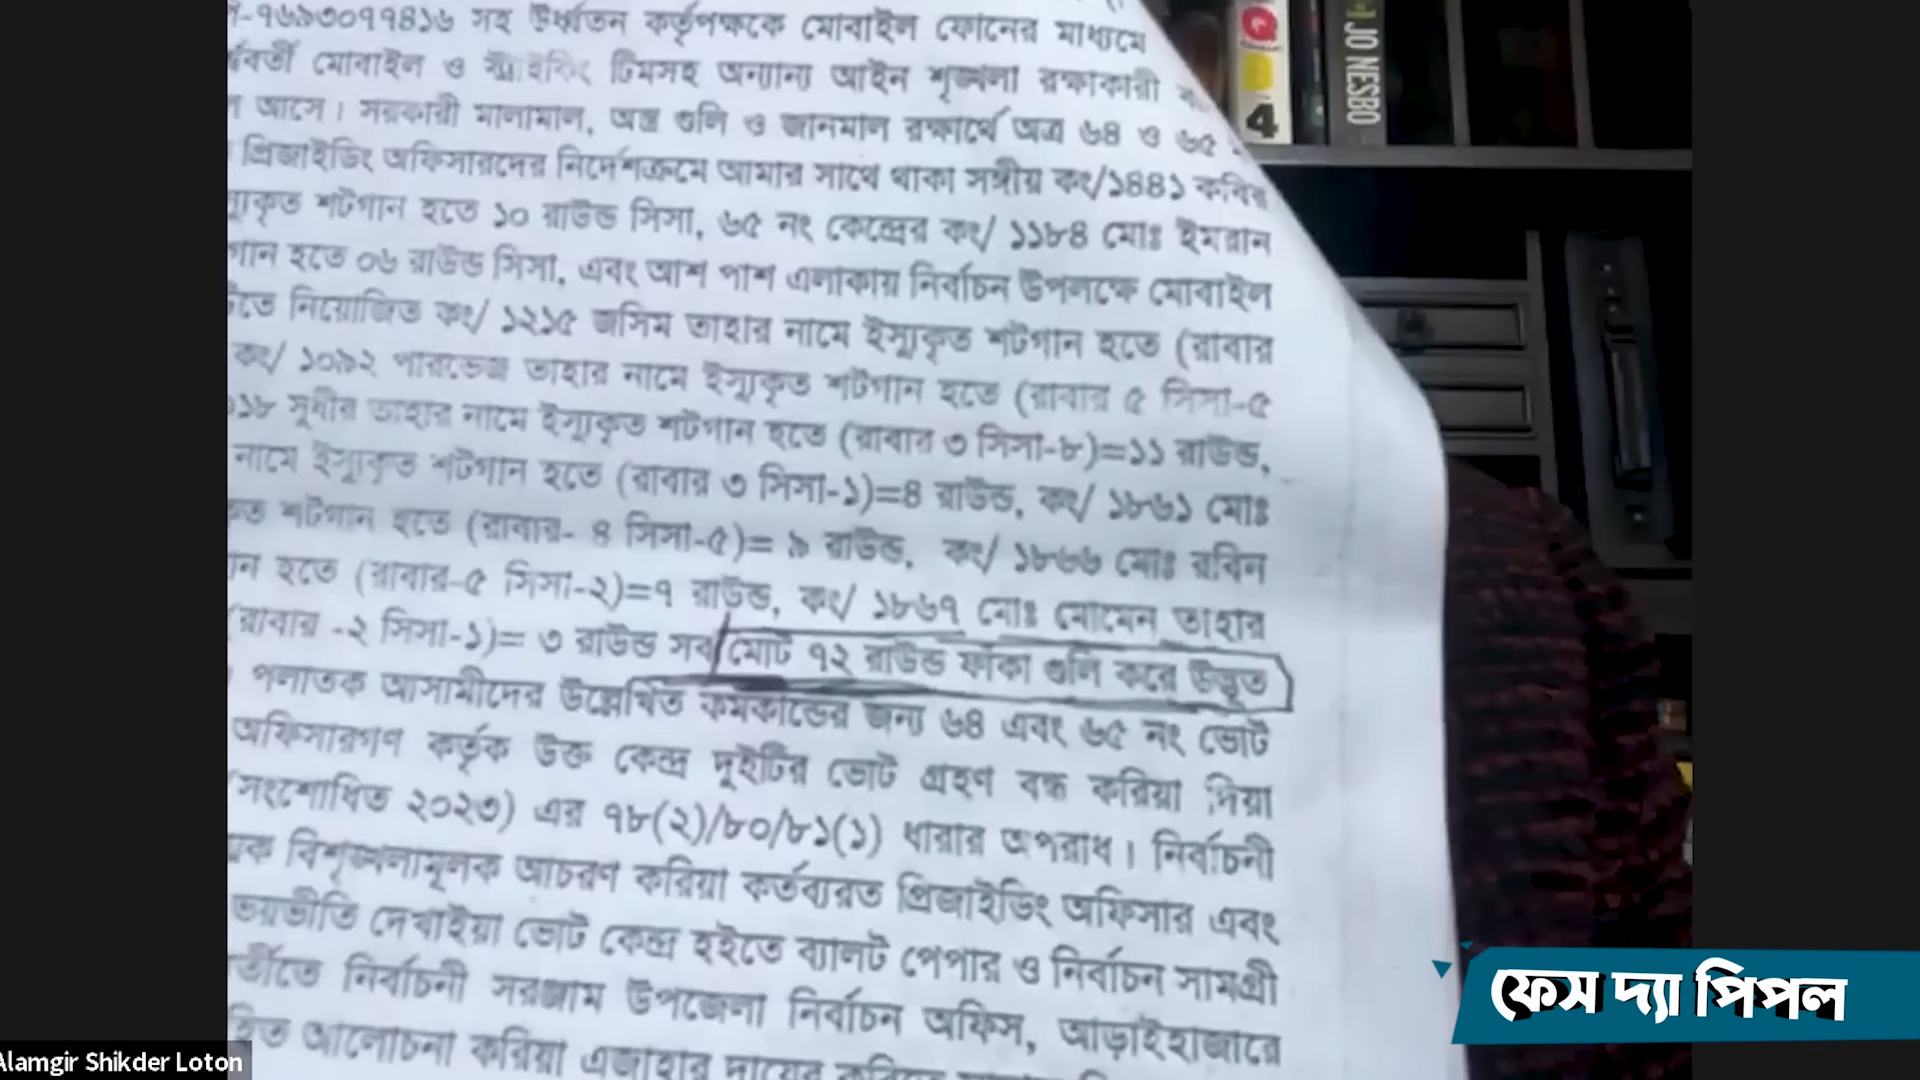 -৭৬৯৩০৭৭৪১৬ সহ উর্ধ্বতন কর্তৃপক্ষকে মোবাইল ফোনের মাধ্যমে
বর্তী মোবাইল ও স্ট্রাইকিং টিমসহ অন্যান্য আইন শৃঙ্খলা রক্ষাকারী
আসে। সরকারী মালামাল, অস্ত্র গুলি ও জানমাল রক্ষার্থে অত্র ৬৪ ও ৬৫
প্রিজাইডিং অফিসারদের নির্দেশক্রমে আমার সাথে থাকা সঙ্গীয় কং/১৪৪১ কবির
্যুকৃত শটগান হতে ১০ রাউন্ড সিসা, ৬৫ নং কেন্দ্রের কং/ ১১৮৪ মোঃ ইমরান
গান হতে ০৬ রাউন্ড সিসা, এবং আশ পাশ এলাকায় নির্বাচন উপলক্ষে মোবাইল
টিতে নিয়োজিত কং/ ১২১৫ জসিম তাহার নামে ইস্যুকৃত শটগান হতে (রাবার
কং/ ১০৯২ পারভেজ তাহার নামে ইস্যুকৃত শটগান হতে (রাবার ৫ সিসা-৫
১৮ সুধীর তাহার নামে ইস্যুকৃত শটগান হতে (রাবার ৩ সিসা-৮)=১১ রাউন্ড,
নামে ইস্যুকৃত শটগান হতে (রাবার ৩ সিসা-১)=৪ রাউন্ড, কং/ ১৮৬১ মোঃ
কৃত শটগান হতে (রাবার- ৪ সিসা-৫)= ৯ রাউন্ড, কং/ ১৮৬৬ মোঃ রবিন
ান হতে (রাবার-৫ সিসা-২)=৭ রাউন্ড, কং/ ১৮৬৭ মোঃ মোমেন তাহার
(রাবার -২ সিসা-১)= ৩ রাউন্ড সব মোট ৭২ রাউন্ড ফাঁকা গুলি করে উদ্ভূত
পলাতক আসামীদের উল্লেখিত কর্মকান্ডের জন্য ৬৪ এবং ৬৫ নং ভোট
অফিসারগণ কর্তৃক উক্ত কেন্দ্র দুইটির ভোট গ্রহণ বন্ধ করিয়া দিয়া
(সংশোধিত ২০২৩) এর ৭৮(২)/৮০/৮১(১) ধারার অপরাধ। নির্বাচনী
য়ক বিশৃঙ্খলামূলক আচরণ করিয়া কর্তব্যরত প্রিজাইডিং অফিসার এবং
ভয়ভীতি দেখাইয়া ভোট কেন্দ্র হইতে ব্যালট পেপার ও নির্বাচন সামগ্রী
র্তীতে নির্বাচনী সরঞ্জাম উপজেলা নির্বাচন অফিস, আড়াইহাজারে
হিত আলোচনা করিয়া এজাহার দায়ের করিতে
JO NESBO
4
ফেস দ্যা পিপল
Alamgir Shikder Loton